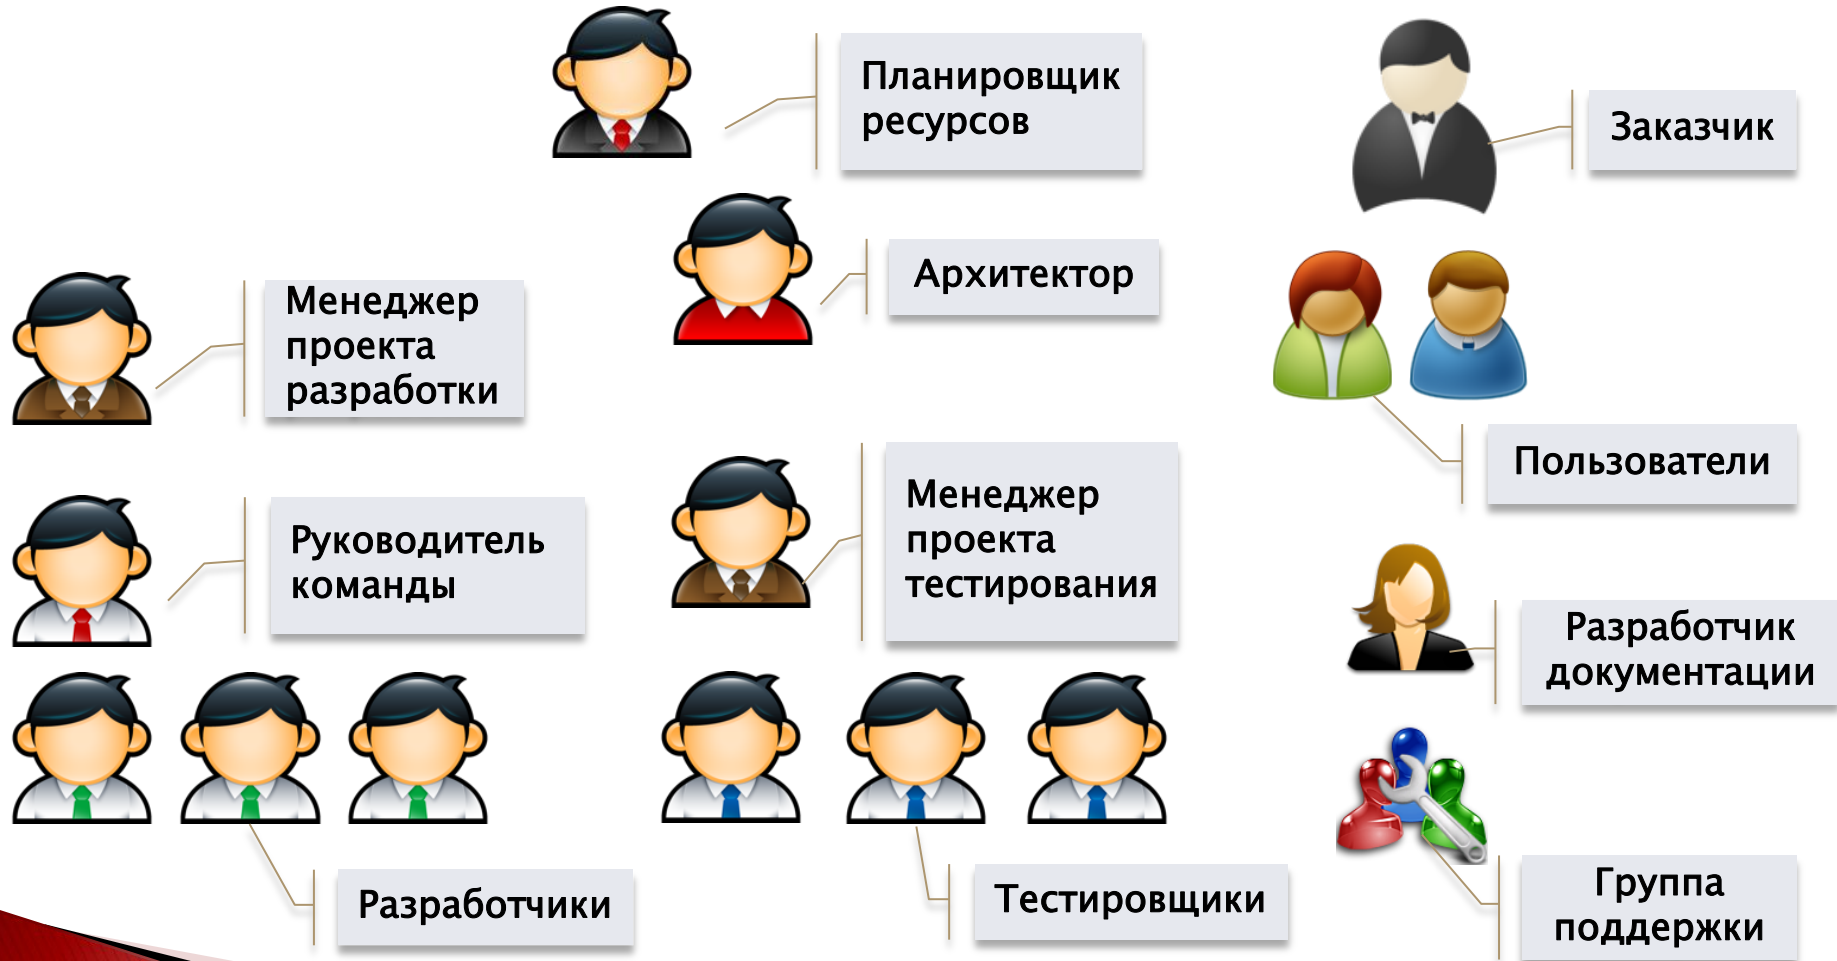 Планировщик
ресурсов
Заказчик
Архитектор
Менеджер
проекта
разработки
Пользователи
Менеджер
проекта
тестирования
Руководитель
команды
Разработчик
документации
Разработчики
Тестировщики
Группа
поддержки